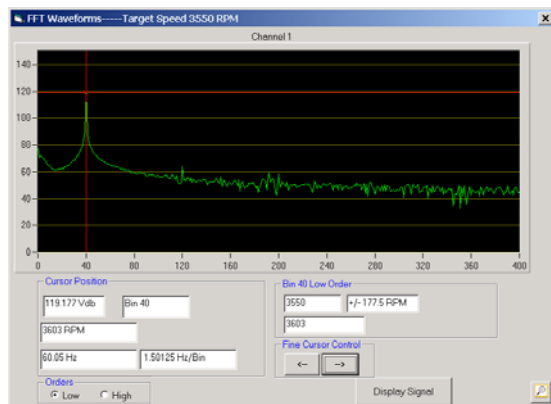 FFT Waveforms-----Target Speed 3550 RPM
Channel 1
140
120
100
80
60
40
20
0
0 40 80 120 160 200 240 280 320 360 400
Cursor Position
119.177 Vdb
Bin 40
3603 RPM
60.05 Hz
1.50125 Hz/Bin
Bin 40 Low Order
3550
+/- 177.5 RPM
3603
Fine Cursor Control
<--
-->
Orders
Low
High
Display Signal